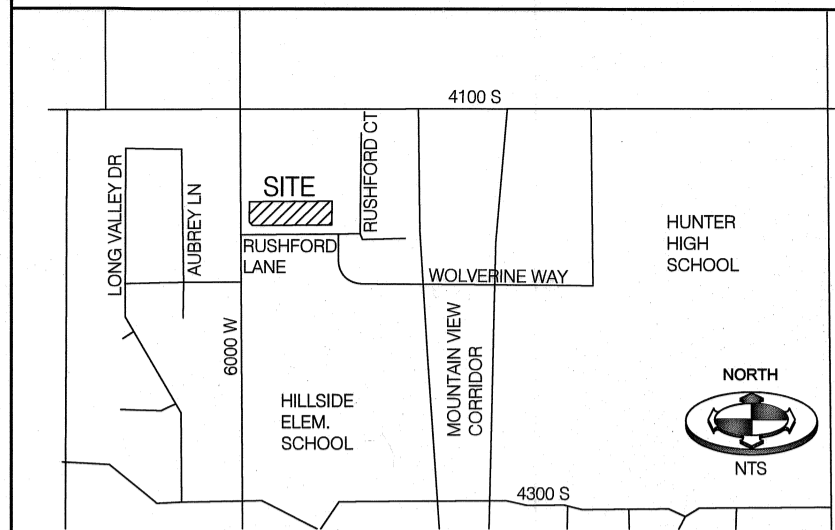 4100 S
LONG VALLEY DR
AUBREY LN
SITE
RUSHFORD CT
RUSHFORD
LANE
WOLVERINE WAY
HUNTER
HIGH
SCHOOL
6000 W
MOUNTAIN VIEW
CORRIDOR
HILLSIDE
ELEM.
SCHOOL
NORTH
NTS
4300 S